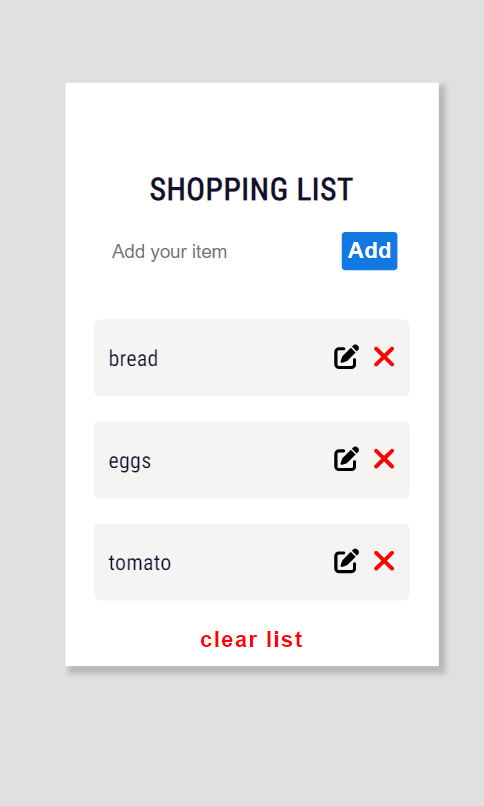 SHOPPING LIST
Add your item Add
bread
eggs
tomato
clear list